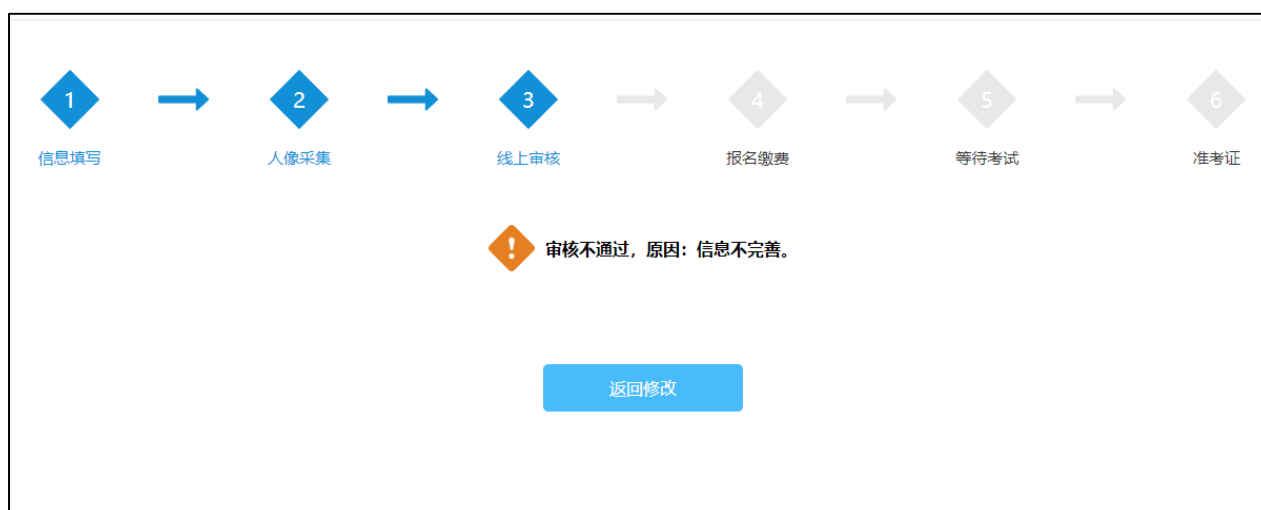 1 2 3 4 5 6
信息填写 人像采集 线上审核 报名缴费 等待考试 准考证
! 审核不通过，原因：信息不完善。
返回修改